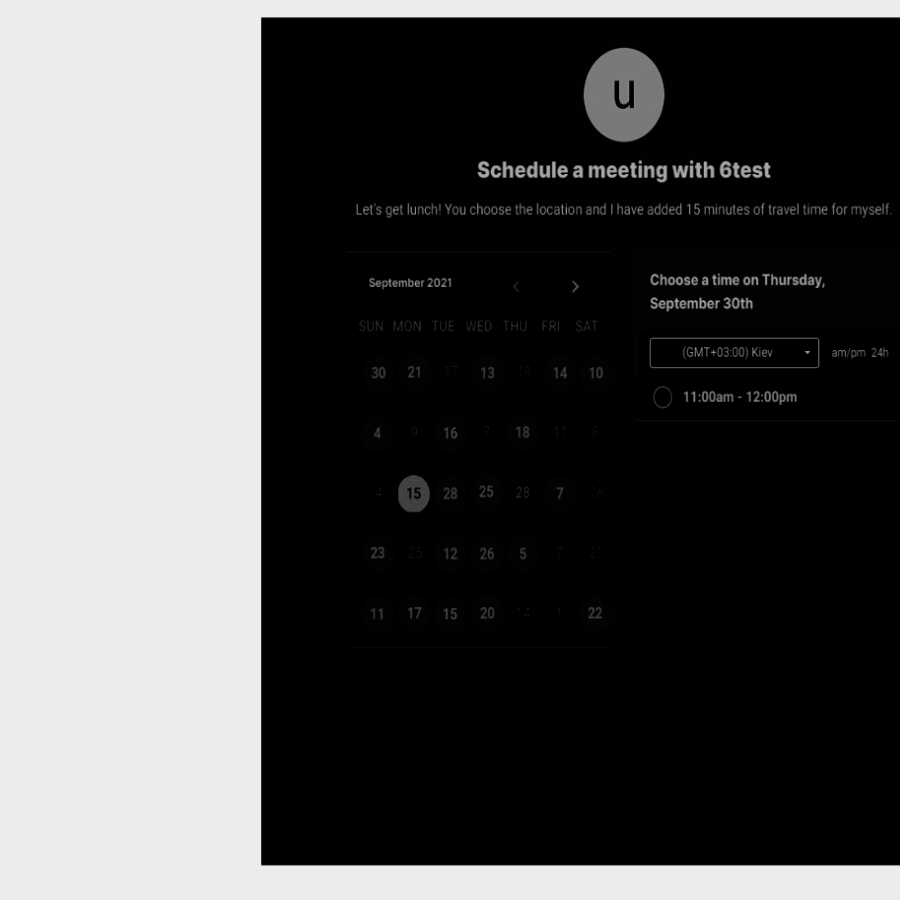 u
Schedule a meeting with 6test
Let's get lunch! You choose the location and I have added 15 minutes of travel time for myself.
September 2021
SUN MON TUE WED THU FRI SAT
30 21 17 13 18 14 10
4 9 16 7 18 11 8
4 15 28 25 28 7 26
23 25 12 26 5 7 21
11 17 15 20 14 1 22
Choose a time on Thursday,
September 30th
(GMT+03:00) Kiev
am/pm 24h
11:00am - 12:00pm